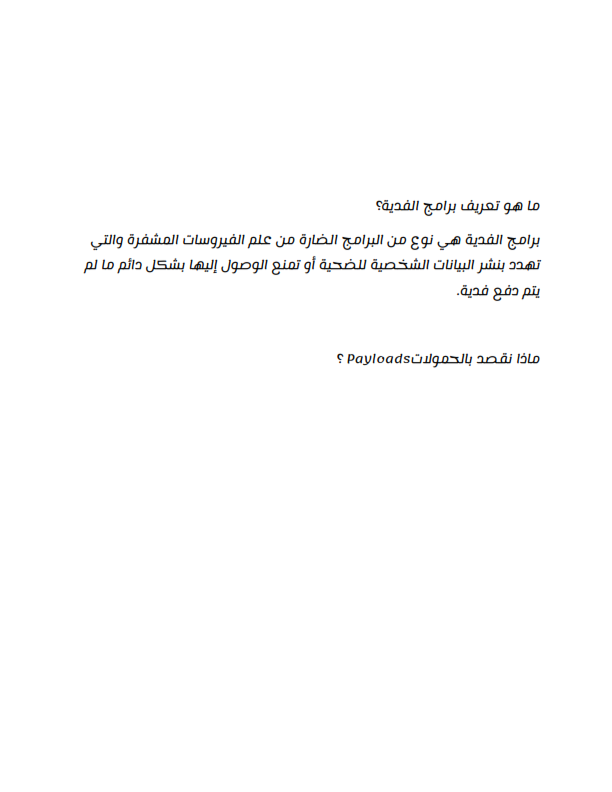 ما هو تعريف برامج الفدية؟
برامج الفدية هي نوع من البرامج الضارة من علم الفيروسات المشفرة والتي
تهدد بنشر البيانات الشخصية للضحية أو تمنع الوصول إليها بشكل دائم ما لم
يتم دفع فدية.
ماذا نقصد بالحمولاتPayloads ؟